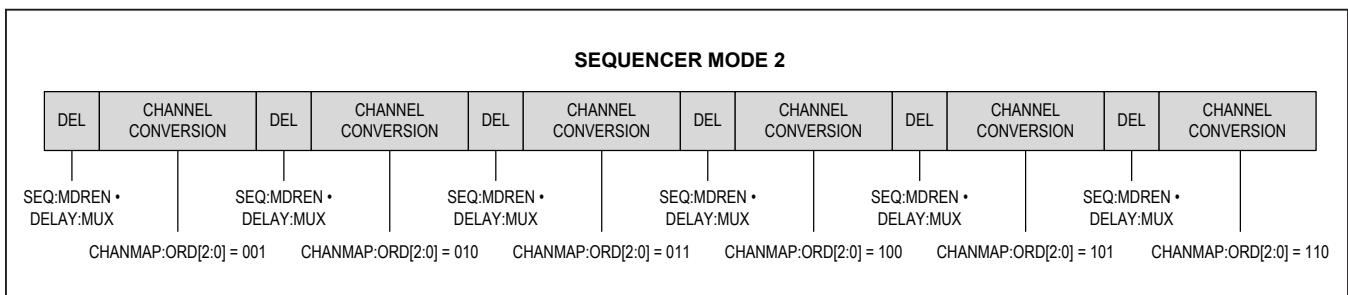 SEQUENCER MODE 2
DEL
CHANNEL
CONVERSION
DEL
CHANNEL
CONVERSION
DEL
CHANNEL
CONVERSION
DEL
CHANNEL
CONVERSION
DEL
CHANNEL
CONVERSION
DEL
CHANNEL
CONVERSION
SEQ:MDREN •
DELAY:MUX
SEQ:MDREN •
DELAY:MUX
SEQ:MDREN •
DELAY:MUX
SEQ:MDREN •
DELAY:MUX
SEQ:MDREN •
DELAY:MUX
SEQ:MDREN •
DELAY:MUX
CHANMAP:ORD[2:0] = 001
CHANMAP:ORD[2:0] = 010
CHANMAP:ORD[2:0] = 011
CHANMAP:ORD[2:0] = 100
CHANMAP:ORD[2:0] = 101
CHANMAP:ORD[2:0] = 110